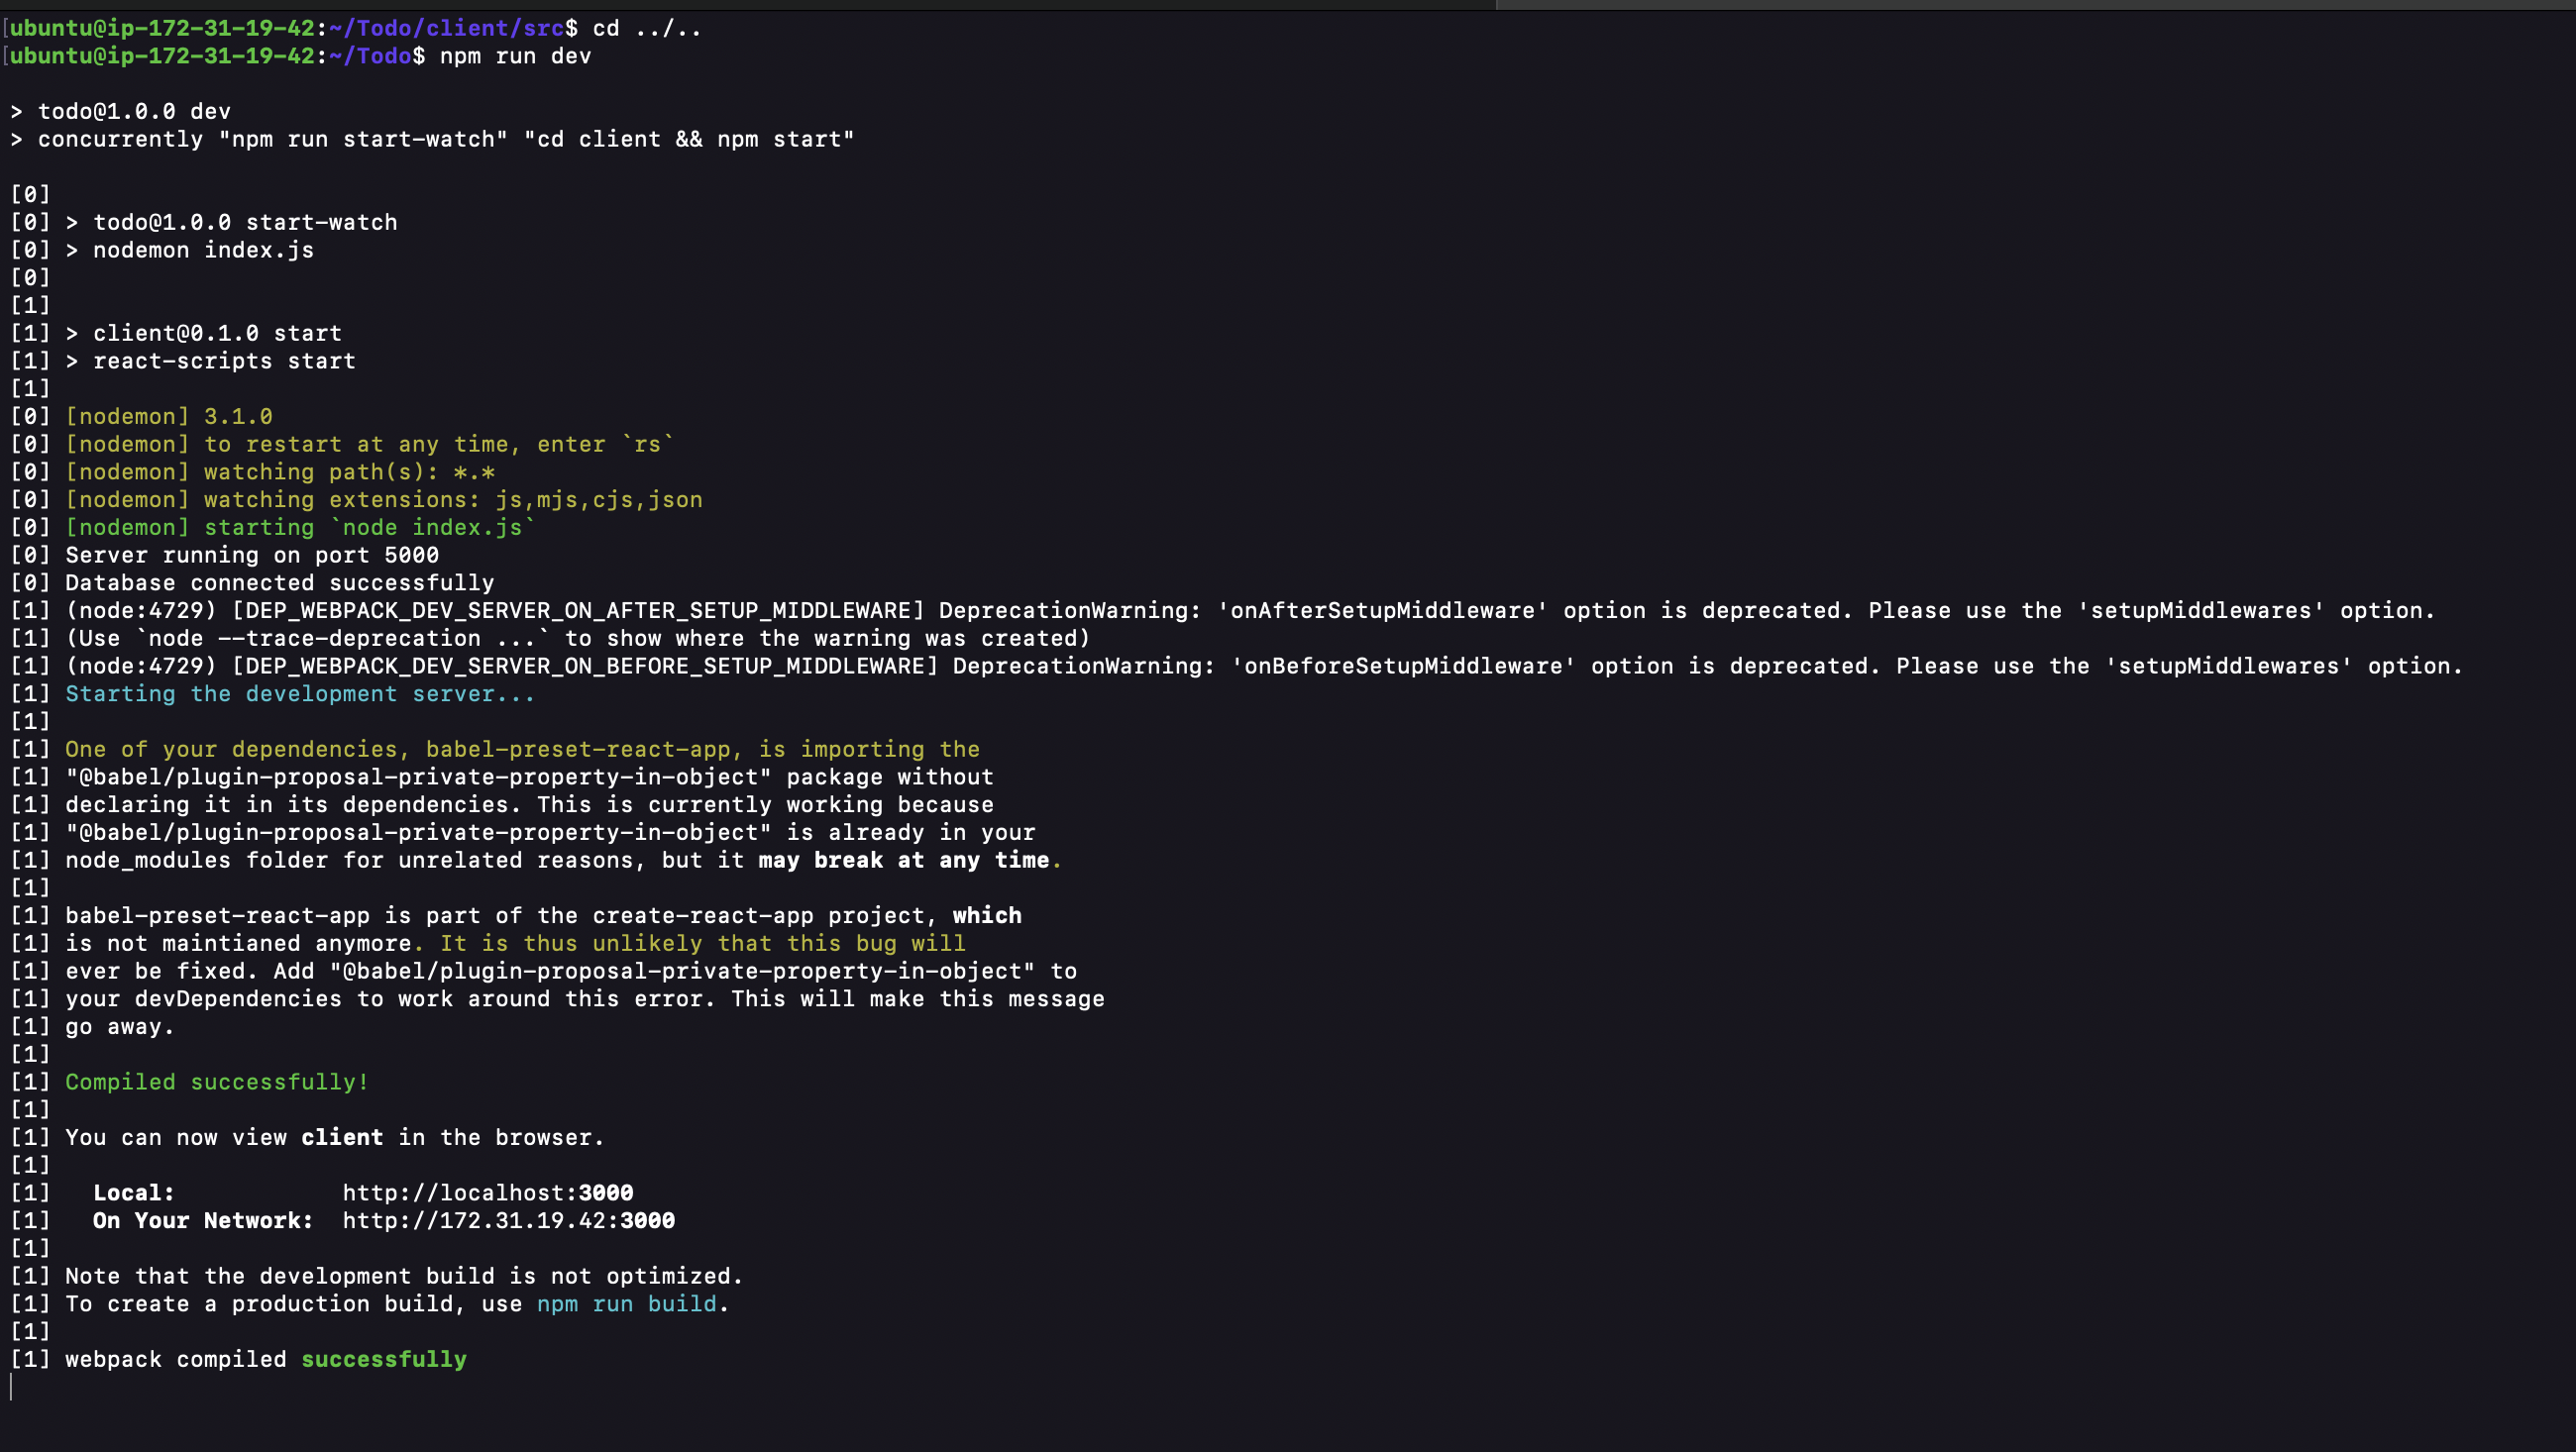 [ubuntu@ip-172-31-19-42:~/Todo/client/src$ cd ../..
[ubuntu@ip-172-31-19-42:~/Todo$ npm run dev
> todo@1.0.0 dev
> concurrently "npm run start-watch" "cd client && npm start"
[0]
[0] > todo@1.0.0 start-watch
[0] > nodemon index.js
[0]
[1]
[1] > client@0.1.0 start
[1] > react-scripts start
[1]
[0] [nodemon] 3.1.0
[0] [nodemon] to restart at any time, enter `rs`
[0] [nodemon] watching path(s): *.*
[0] [nodemon] watching extensions: js,mjs,cjs,json
[0] [nodemon] starting `node index.js`
[0] Server running on port 5000
[0] Database connected successfully
[1] (node:4729) [DEP_WEBPACK_DEV_SERVER_ON_AFTER_SETUP_MIDDLEWARE] DeprecationWarning: 'onAfterSetupMiddleware' option is deprecated. Please use the 'setupMiddlewares' option.
[1] (Use `node --trace-deprecation ...` to show where the warning was created)
[1] (node:4729) [DEP_WEBPACK_DEV_SERVER_ON_BEFORE_SETUP_MIDDLEWARE] DeprecationWarning: 'onBeforeSetupMiddleware' option is deprecated. Please use the 'setupMiddlewares' option.
[1] Starting the development server...
[1]
[1] One of your dependencies, babel-preset-react-app, is importing the
[1] "@babel/plugin-proposal-private-property-in-object" package without
[1] declaring it in its dependencies. This is currently working because
[1] "@babel/plugin-proposal-private-property-in-object" is already in your
[1] node_modules folder for unrelated reasons, but it may break at any time.
[1]
[1] babel-preset-react-app is part of the create-react-app project, which
[1] is not maintianed anymore. It is thus unlikely that this bug will
[1] ever be fixed. Add "@babel/plugin-proposal-private-property-in-object" to
[1] your devDependencies to work around this error. This will make this message
[1] go away.
[1]
[1] Compiled successfully!
[1]
[1] You can now view client in the browser.
[1]
[1]   Local:            http://localhost:3000
[1]   On Your Network:  http://172.31.19.42:3000
[1]
[1] Note that the development build is not optimized.
[1] To create a production build, use npm run build.
[1]
[1] webpack compiled successfully